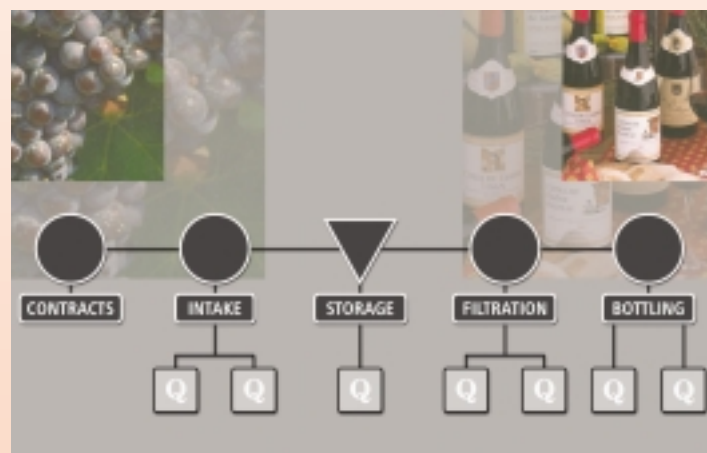 CONTRACTS INTAKE STORAGE FILTRATION BOTTLING
Q Q Q Q Q Q Q